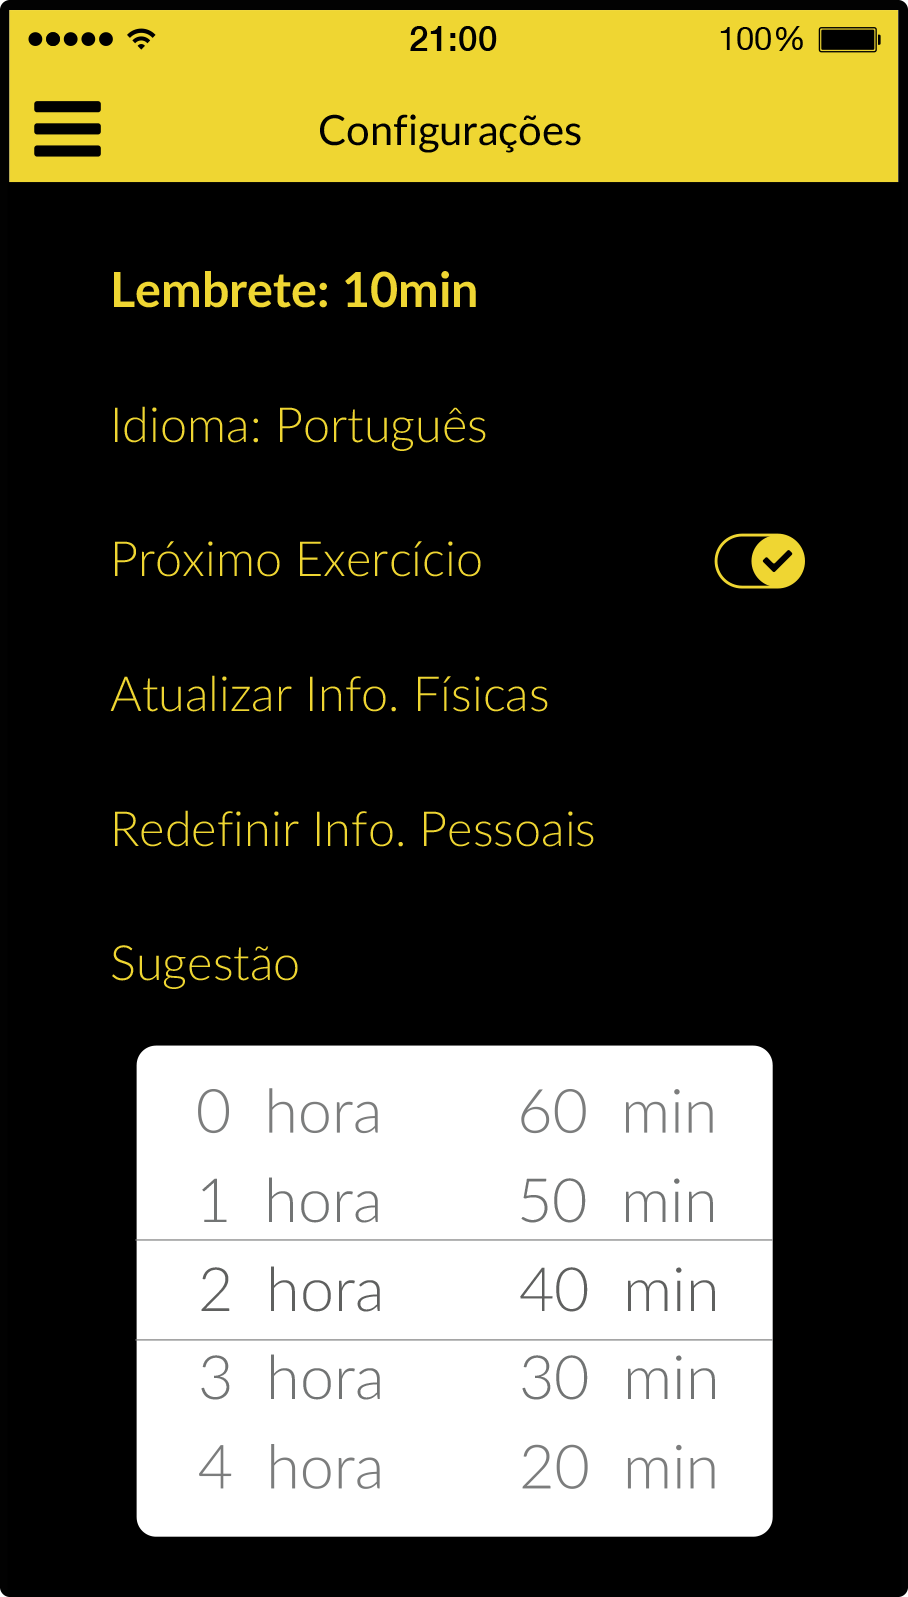 21:00 100%
Configurações
Lembrete: 10min
Idioma: Português
Próximo Exercício
Atualizar Info. Físicas
Redefinir Info. Pessoais
Sugestão
0 hora 60 min
1 hora 50 min
2 hora 40 min
3 hora 30 min
4 hora 20 min